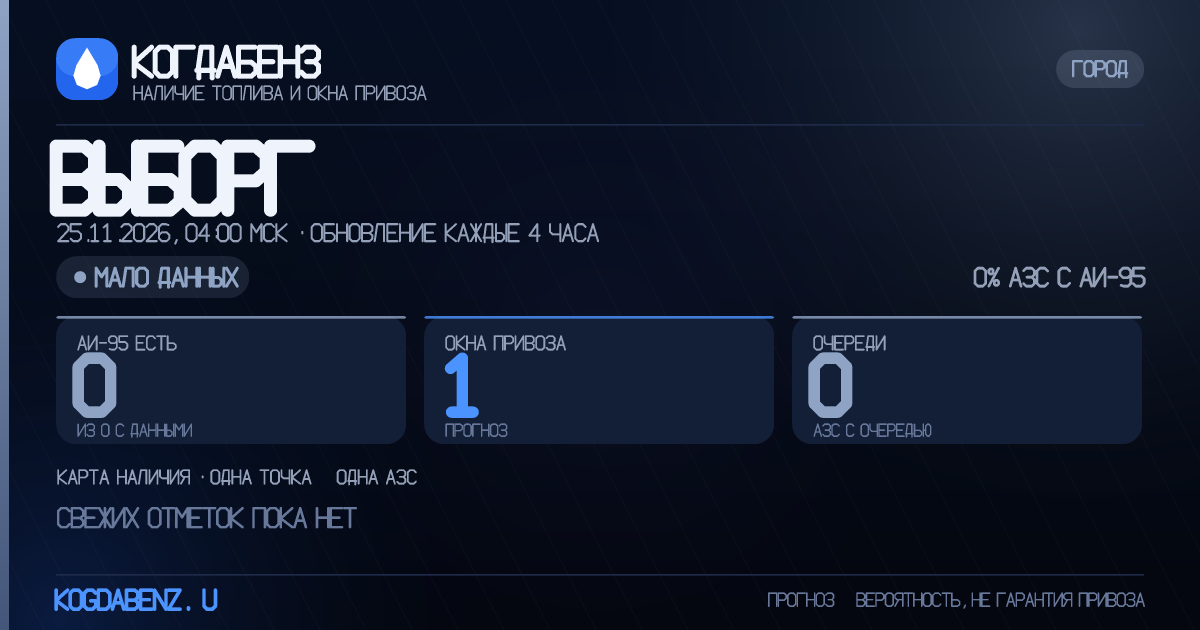 КОГДАБЕНЗ
НАЛИЧИЕ ТОПЛИВА И ОКНА ПРИВОЗА
ГОРОД
ВЫБОРГ
25.11.2026, 04:00 МСК · ОБНОВЛЕНИЕ КАЖДЫЕ 4 ЧАСА
МАЛО ДАННЫХ
0% АЗС С АИ-95
АИ-95 ЕСТЬ
0
ИЗ 0 С ДАННЫМИ
ОКНА ПРИВОЗА
1
ПРОГНОЗ
ОЧЕРЕДИ
0
АЗС С ОЧЕРЕДЬЮ
КАРТА НАЛИЧИЯ · ОДНА ТОЧКА ОДНА АЗС
СВЕЖИХ ОТМЕТОК ПОКА НЕТ
KOGDABENZ. U
ПРОГНОЗ ВЕРОЯТНОСТЬ, НЕ ГАРАНТИЯ ПРИВОЗА